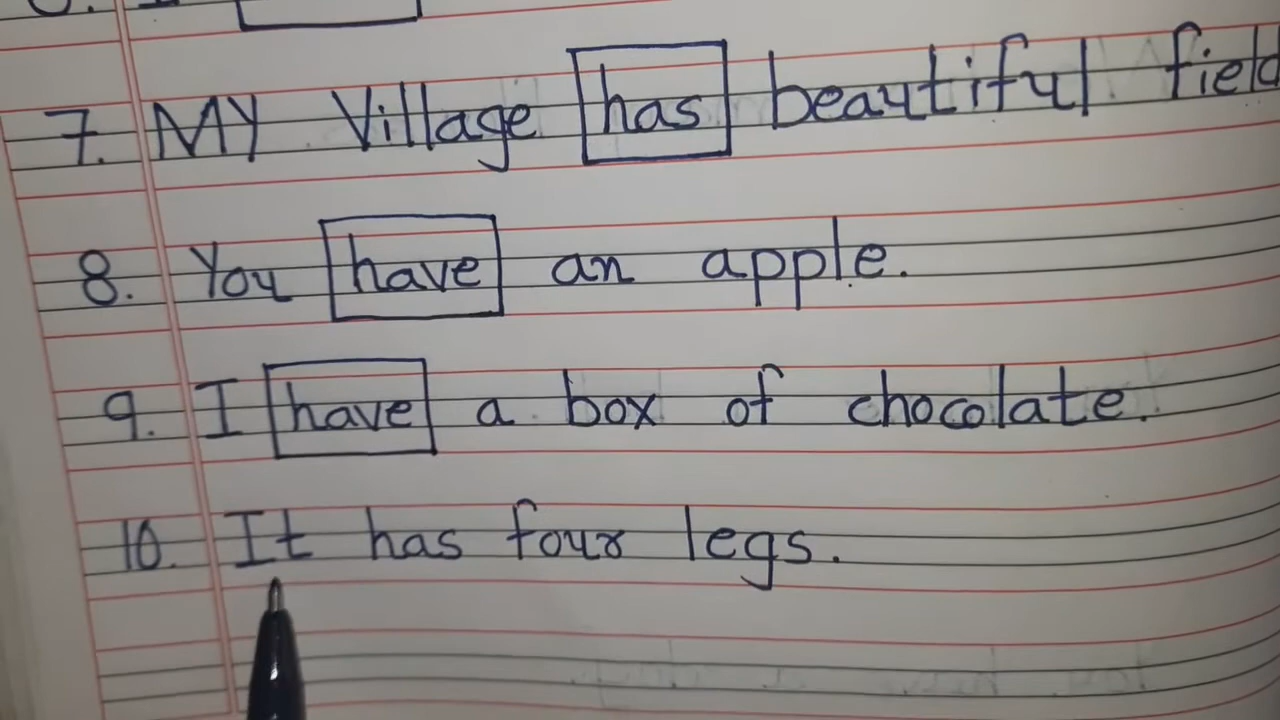 7. MY Village has beautiful field
8. You have an apple.
9. I have a box of chocolate.
10. It has four legs.